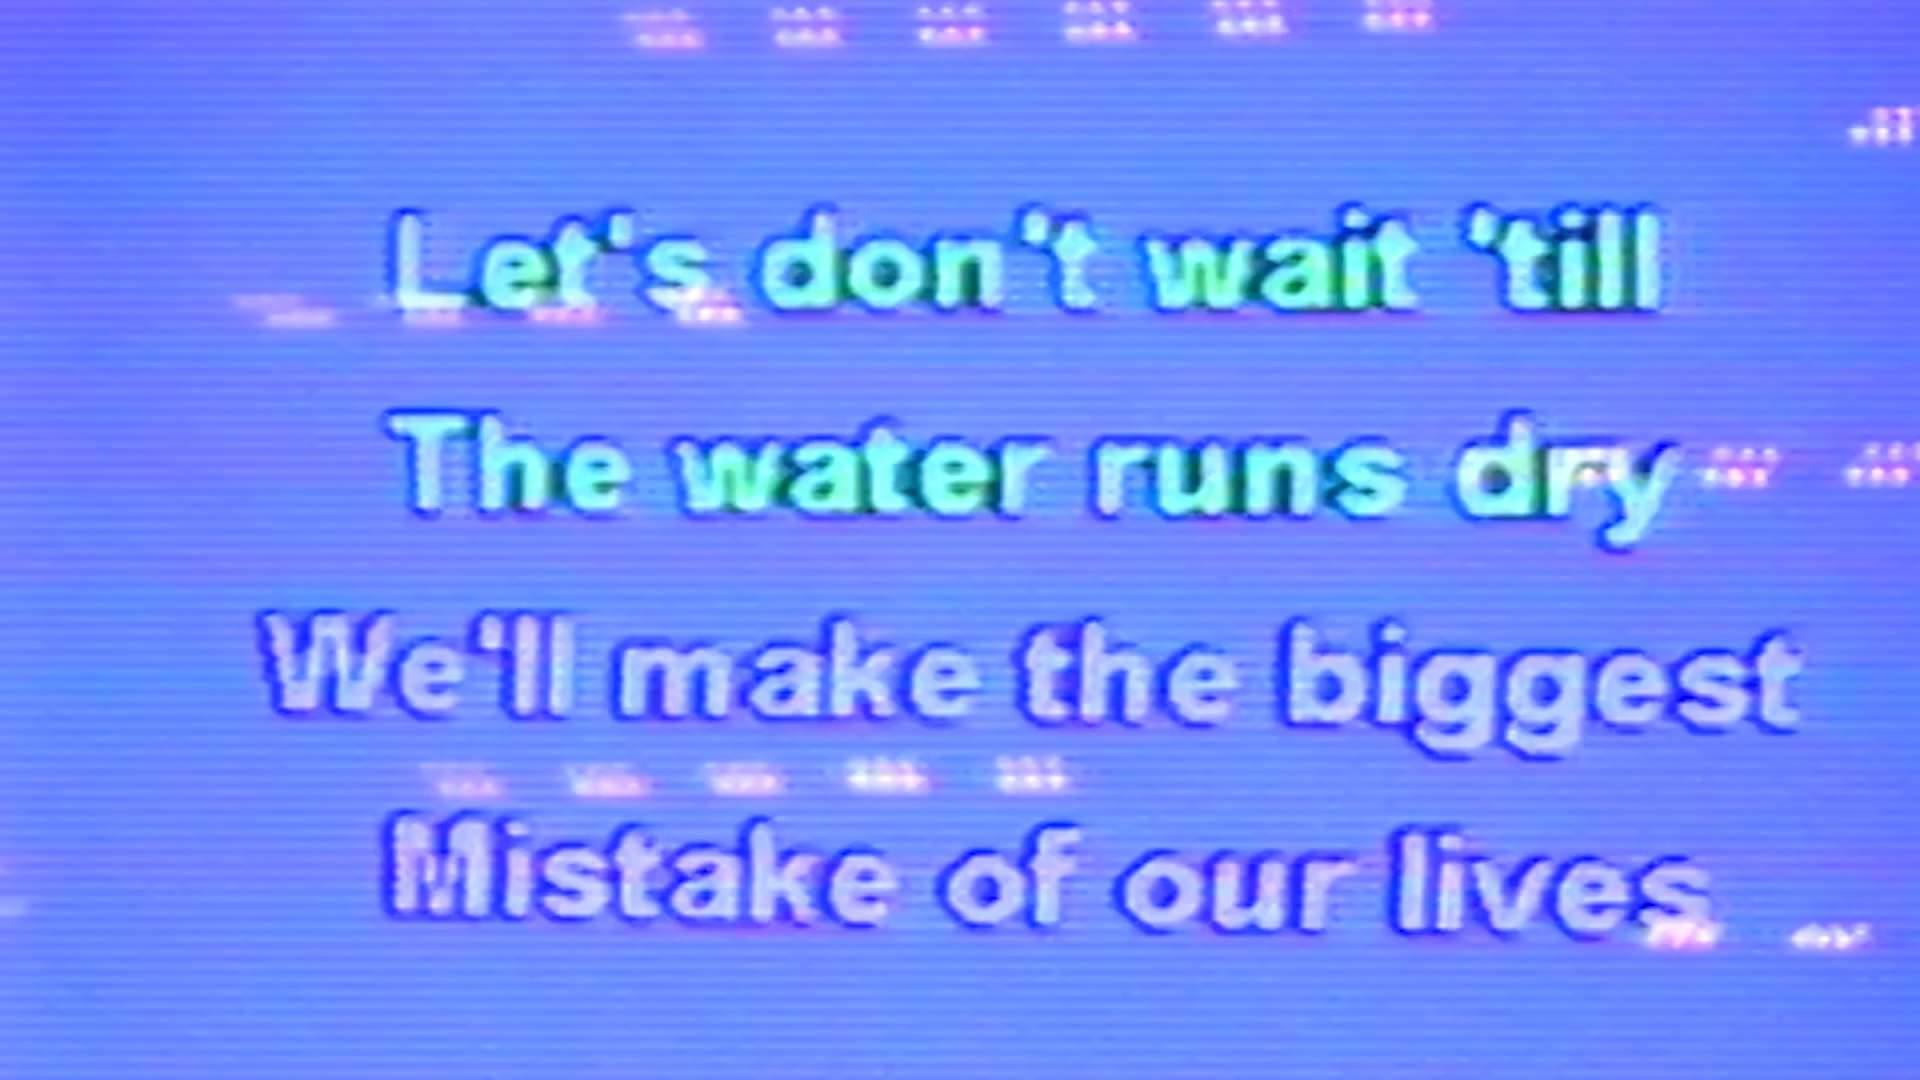 Let's don't wait 'till
The water runs dry
We'll make the biggest
Mistake of our lives